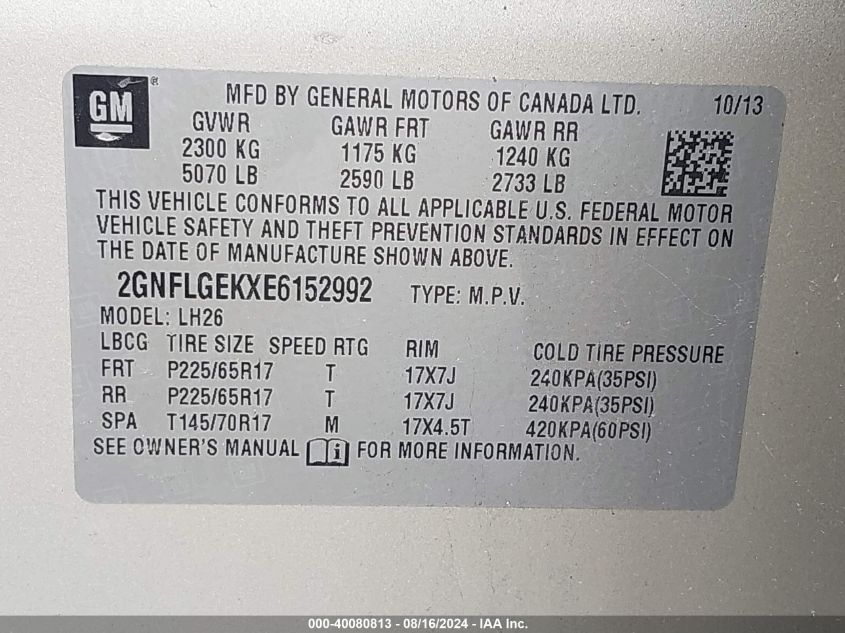 GM ® MFD BY GENERAL MOTORS OF CANADA LTD. 10/13
GVWR GAWR FRT GAWR RR
2300 KG 1175 KG 1240 KG
5070 LB 2590 LB 2733 LB
THIS VEHICLE CONFORMS TO ALL APPLICABLE U.S. FEDERAL MOTOR
VEHICLE SAFETY AND THEFT PREVENTION STANDARDS IN EFFECT ON
THE DATE OF MANUFACTURE SHOWN ABOVE.
2GNFLGEKXE6152992 TYPE: M.P.V.
MODEL: LH26
LBCG TIRE SIZE SPEED RTG RIM COLD TIRE PRESSURE
FRT P225/65R17 T 17X7J 240KPA(35PSI)
RR P225/65R17 T 17X7J 240KPA(35PSI)
SPA T145/70R17 M 17X4.5T 420KPA(60PSI)
SEE OWNER'S MANUAL i FOR MORE INFORMATION.
000-40080813 - 08/16/2024 - IAA Inc.